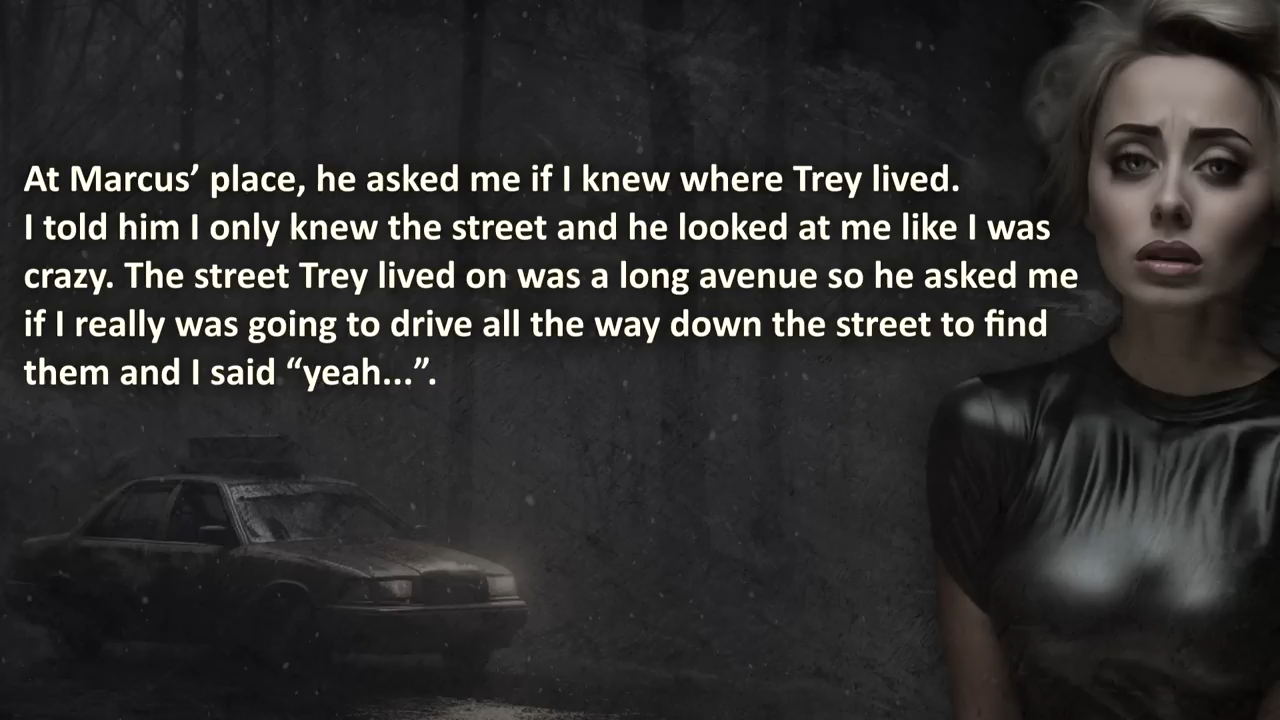 At Marcus’ place, he asked me if I knew where Trey lived.
I told him I only knew the street and he looked at me like I was
crazy. The street Trey lived on was a long avenue so he asked me
if I really was going to drive all the way down the street to find
them and I said “yeah...”.